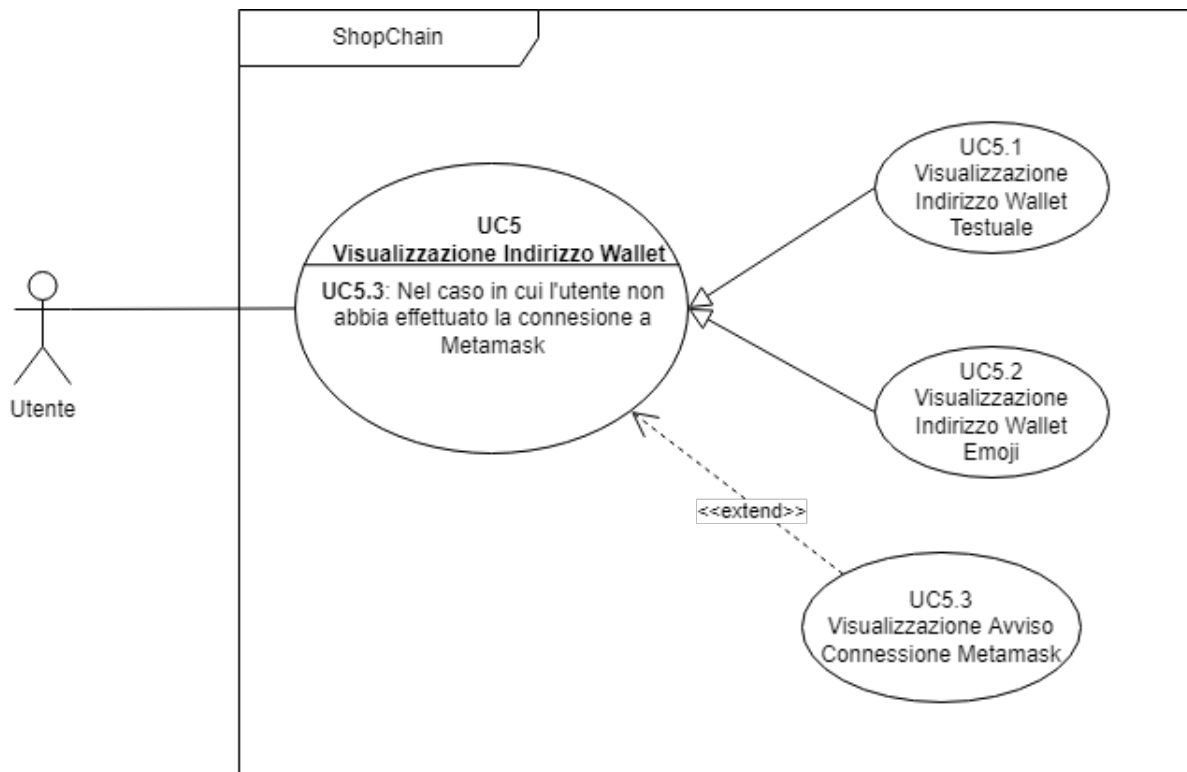 ShopChain
UC5
Visualizzazione Indirizzo Wallet
UC5.3: Nel caso in cui l'utente non
abbia effettuato la connesione a
Metamask
Utente
UC5.1
Visualizzazione
Indirizzo Wallet
Testuale
UC5.2
Visualizzazione
Indirizzo Wallet
Emoji
<<extend>>
UC5.3
Visualizzazione Avviso
Connessione Metamask